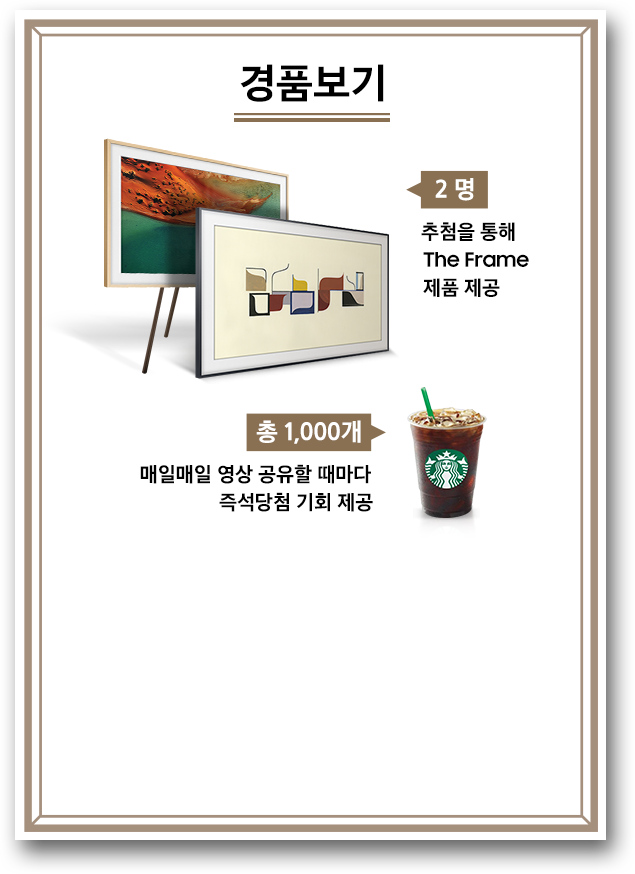 경품보기
2 명
추첨을 통해
The Frame
제품 제공
총 1,000개
매일매일 영상 공유할 때마다
즉석당첨 기회 제공